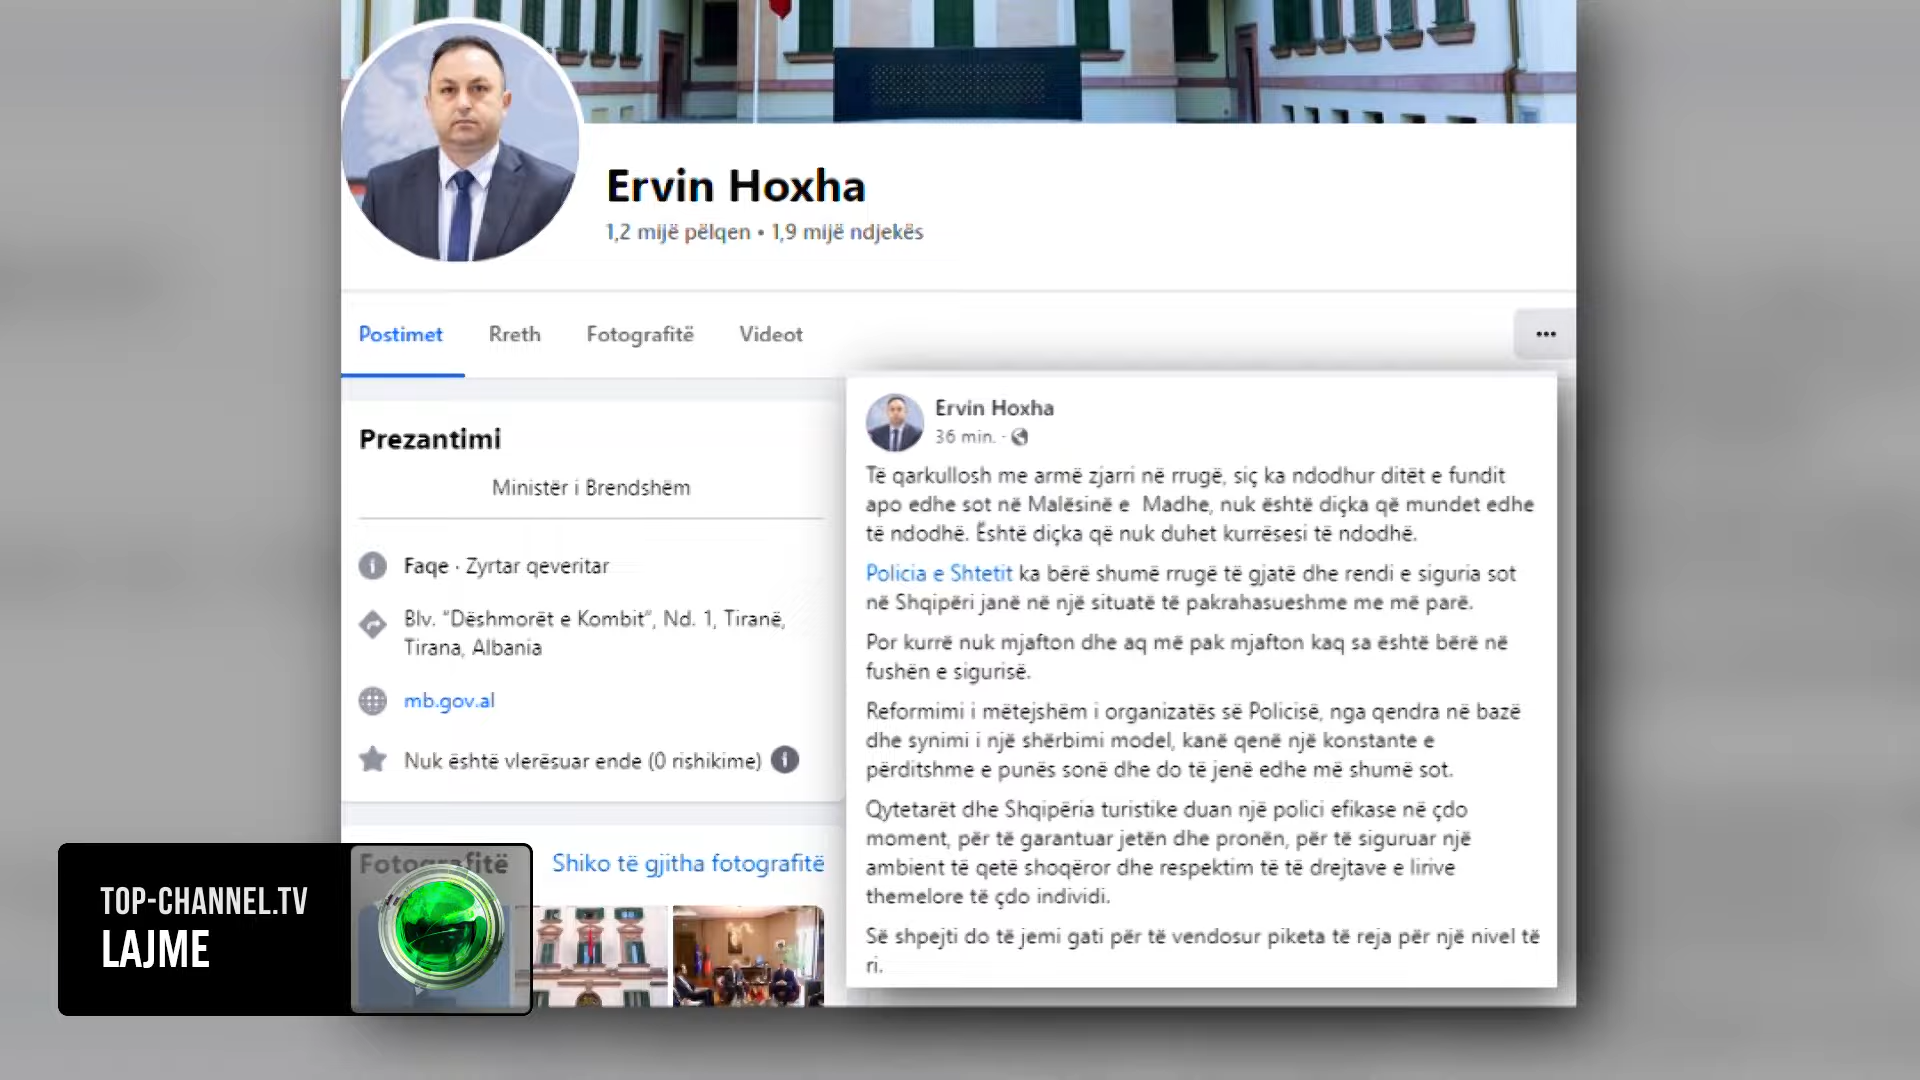 Ervin Hoxha
1,2 mijë pëlqen • 1,9 mijë ndjekës
Postimet Rreth Fotografitë Videot
Prezantimi
Ministër i Brendshëm
Faqe · Zyrtar qeveritar
Blv. "Dëshmorët e Kombit", Nd. 1, Tiranë,
Tirana, Albania
mb.gov.al
Nuk është vlerësuar ende (0 rishikime)
Fotografitë Shiko të gjitha fotografitë
Ervin Hoxha
36 min. ·
Të qarkullosh me armë zjarri në rrugë, siç ka ndodhur ditët e fundit
apo edhe sot në Malësinë e Madhe, nuk është diçka që mundet edhe
të ndodhë. Është diçka që nuk duhet kurrësesi të ndodhë.
Policia e Shtetit ka bërë shumë rrugë të gjatë dhe rendi e siguria sot
në Shqipëri janë në një situatë të pakrahasueshme me më parë.
Por kurrë nuk mjafton dhe aq më pak mjafton kaq sa është bërë në
fushën e sigurisë.
Reformimi i mëtejshëm i organizatës së Policisë, nga qendra në bazë
dhe synimi i një shërbimi model, kanë qenë një konstante e
përditshme e punës sonë dhe do të jenë edhe më shumë sot.
Qytetarët dhe Shqipëria turistike duan një polici efikase në çdo
moment, për të garantuar jetën dhe pronën, për të siguruar një
ambient të qetë shoqëror dhe respektim të të drejtave e lirive
themelore të çdo individi.
Së shpejti do të jemi gati për të vendosur piketa të reja për një nivel të
ri.
TOP-CHANNEL.TV
LAJME